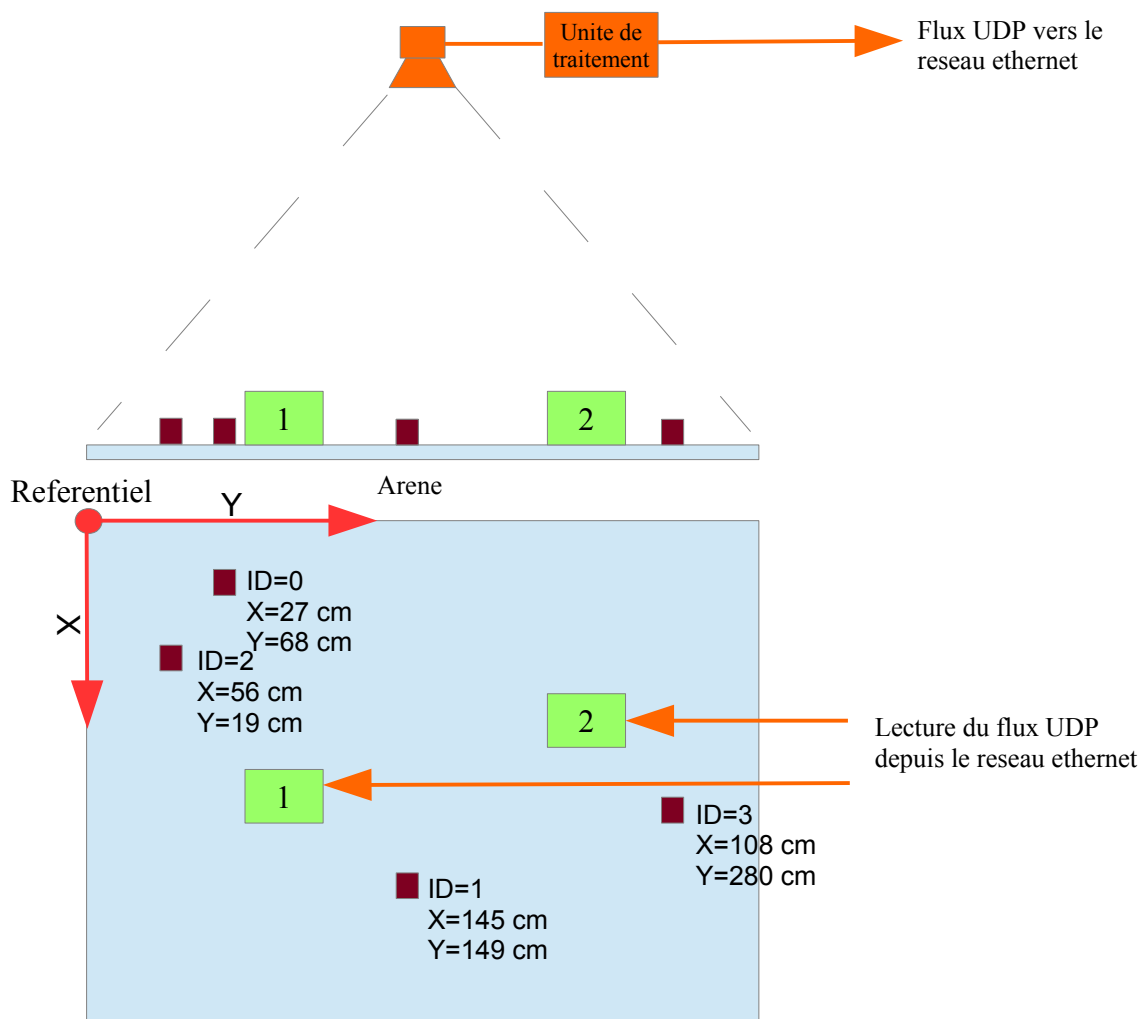 Unite de
traitement
Flux UDP vers le
reseau ethernet
1
2
Réferentiel
Y
Arene
X
ID=0
X=27 cm
Y=68 cm
ID=2
X=56 cm
Y=19 cm
2
Lecture du flux UDP
depuis le reseau ethernet
1
ID=3
X=108 cm
Y=280 cm
ID=1
X=145 cm
Y=149 cm